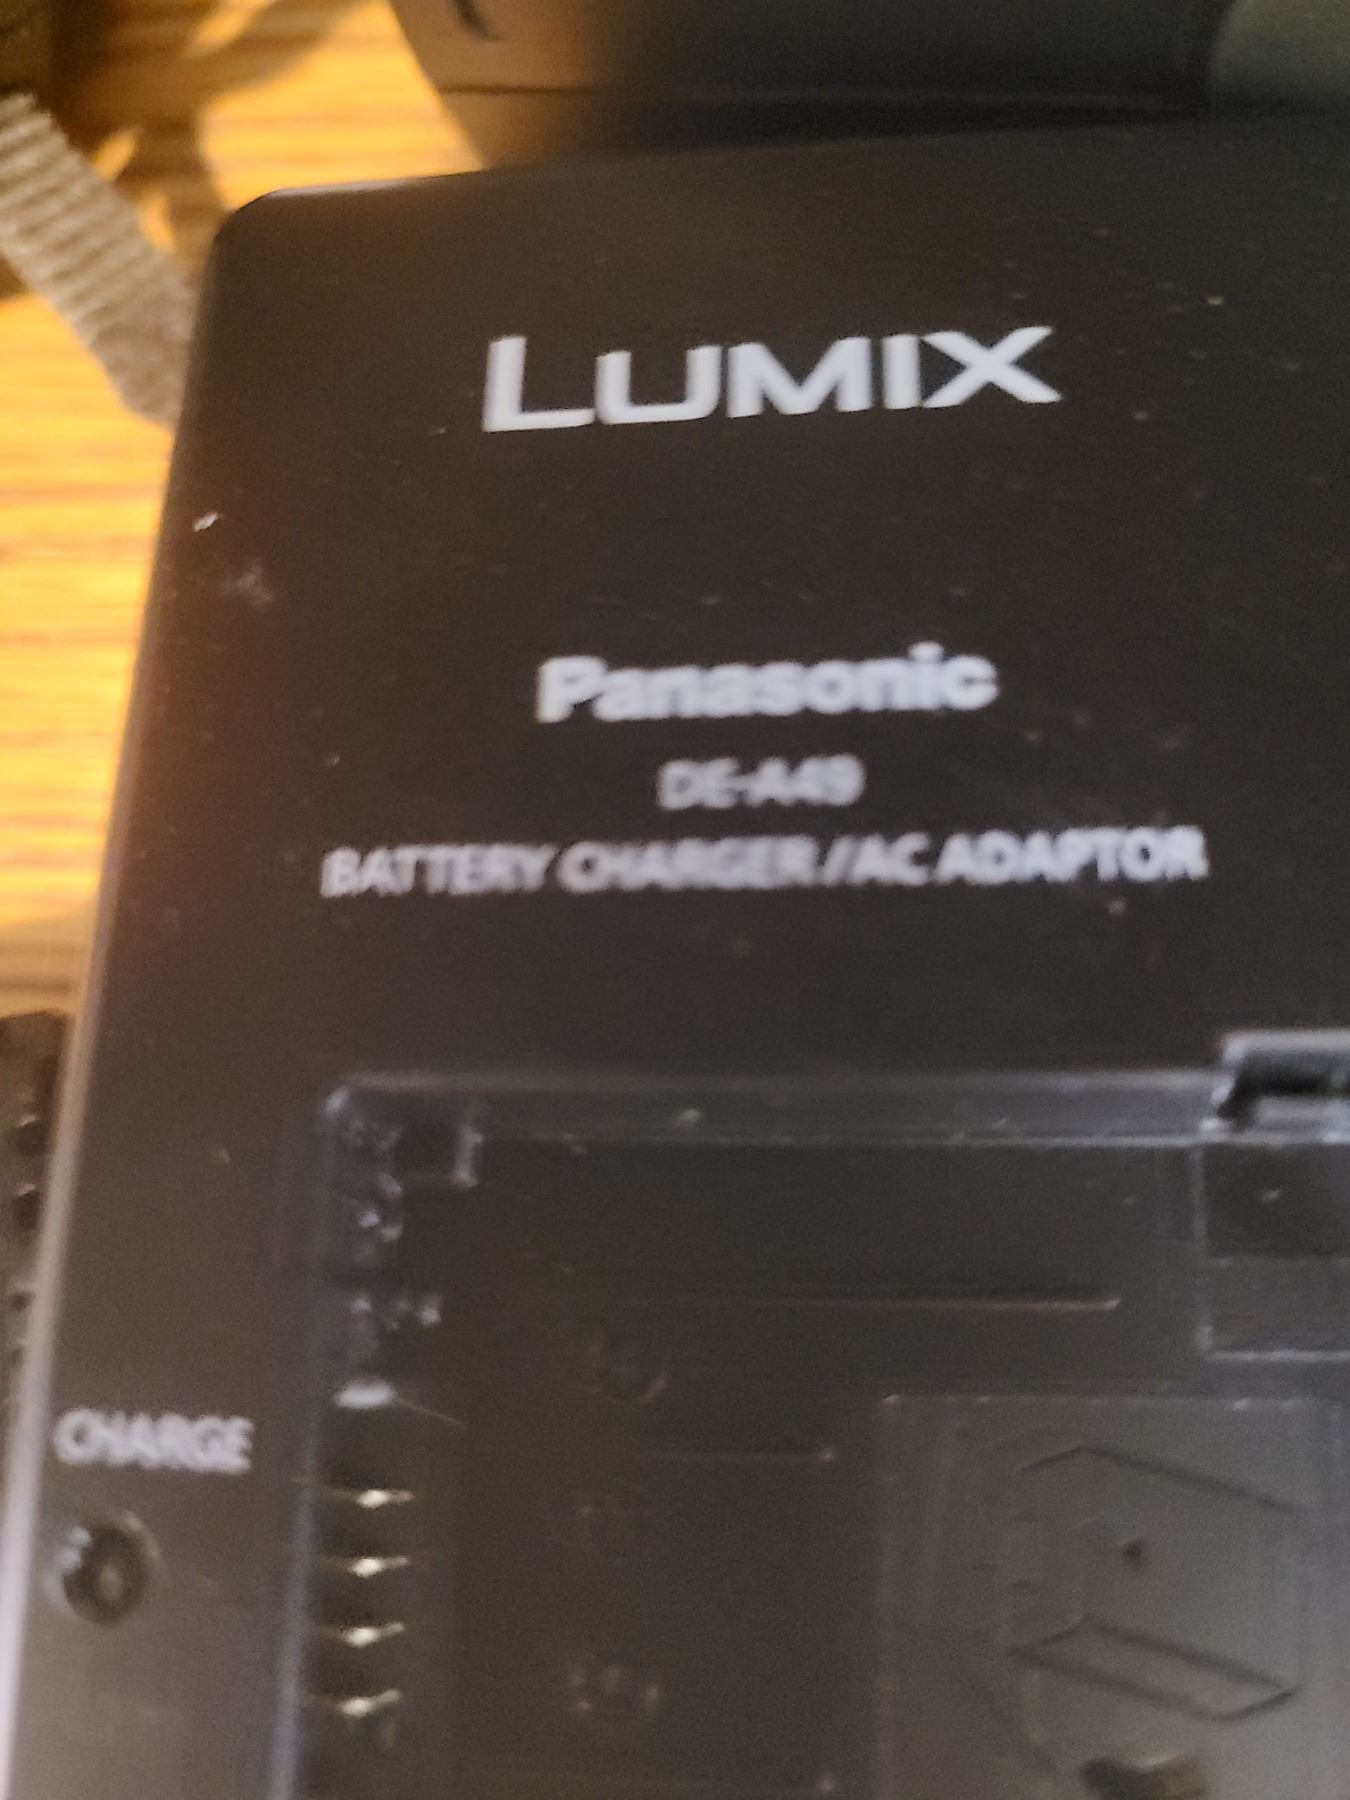 LUMIX
Panasonic
DE-A49
BATTERY CHARGER/AC ADAPTOR
CHARGE